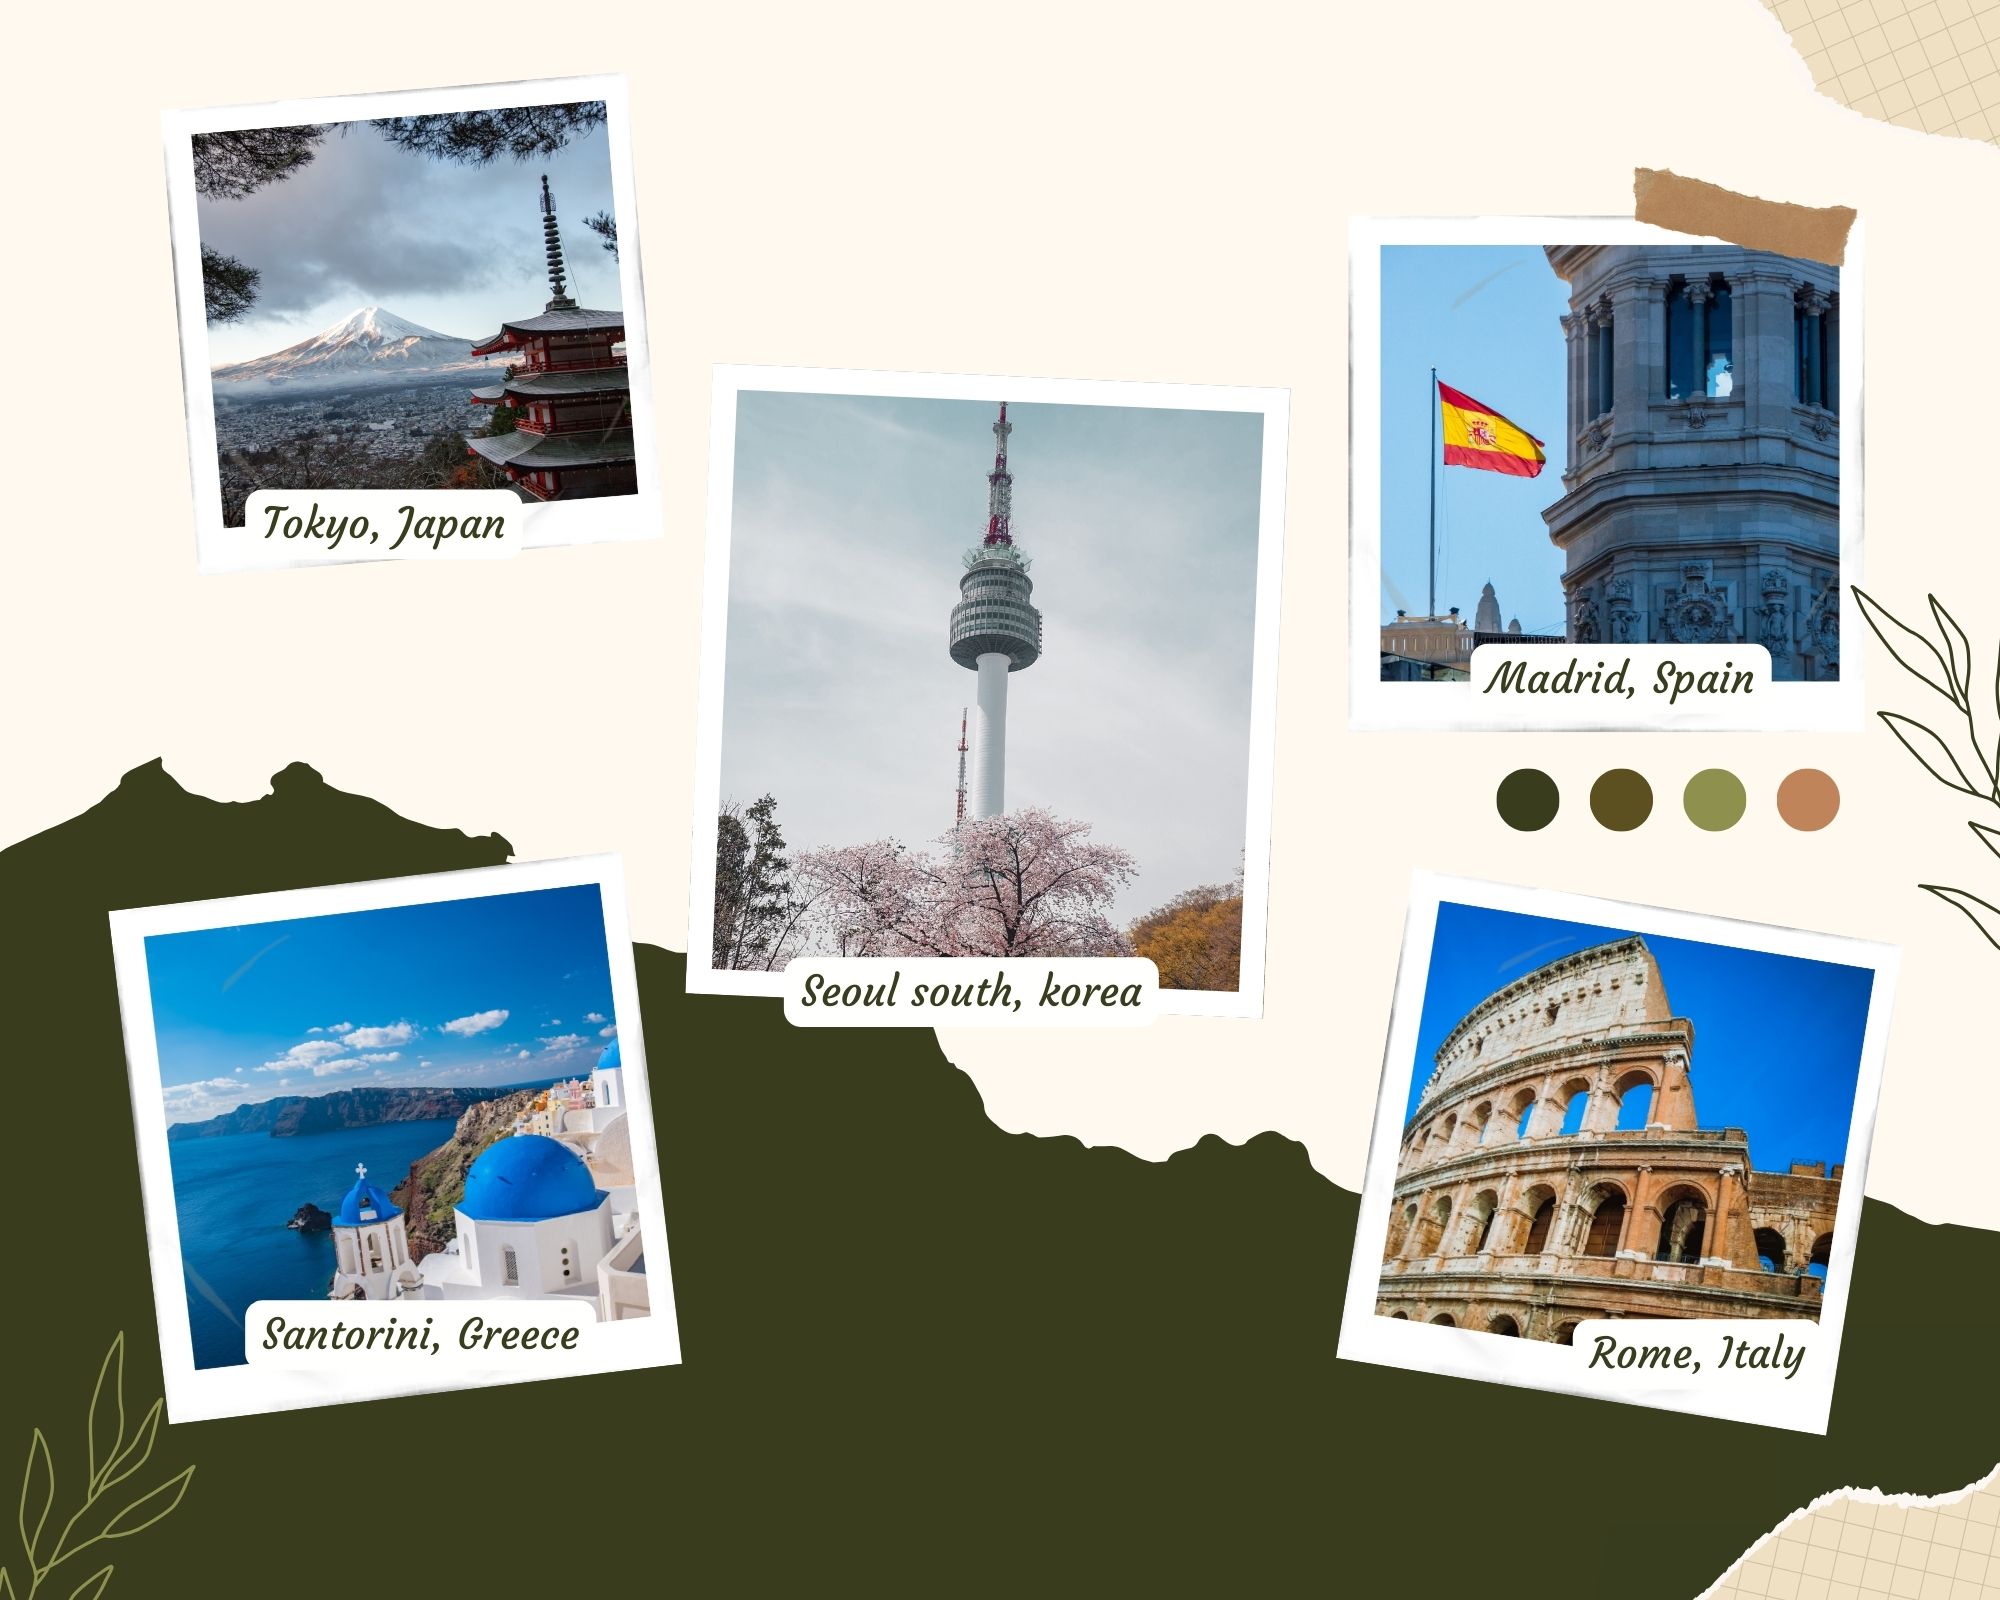 Tokyo, Japan
Madrid, Spain
Seoul south, korea
Santorini, Greece
Rome, Italy